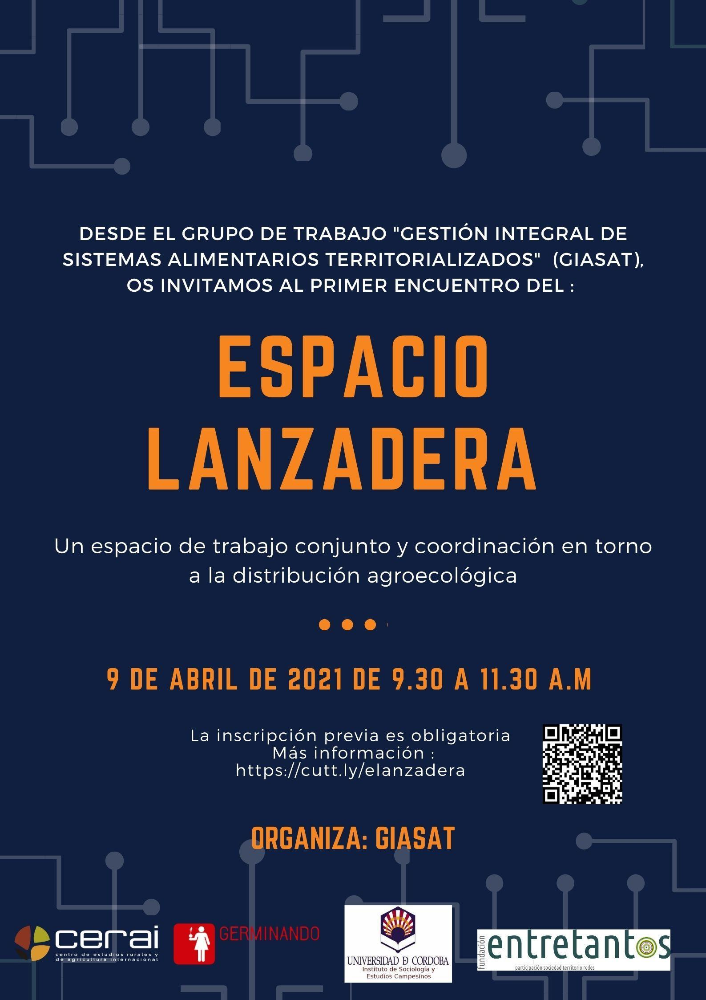 DESDE EL GRUPO DE TRABAJO "GESTIÓN INTEGRAL DE
SISTEMAS ALIMENTARIOS TERRITORIALIZADOS" (GIASAT),
OS INVITAMOS AL PRIMER ENCUENTRO DEL :
ESPACIO
LANZADERA
Un espacio de trabajo conjunto y coordinación en torno
a la distribución agroecológica
9 DE ABRIL DE 2021 DE 9.30 A 11.30 A.M
La inscripción previa es obligatoria
Más información :
https://cutt.ly/elanzadera
ORGANIZA: GIASAT
cerai
centro de estudios rurales y
de agricultura internacional
GERMINANDO
UNIVERSIDAD Ð CÓRDOBA
Instituto de Sociología y
Estudios Campesinos
fundación
entretantos
participación sociedad territorio redes